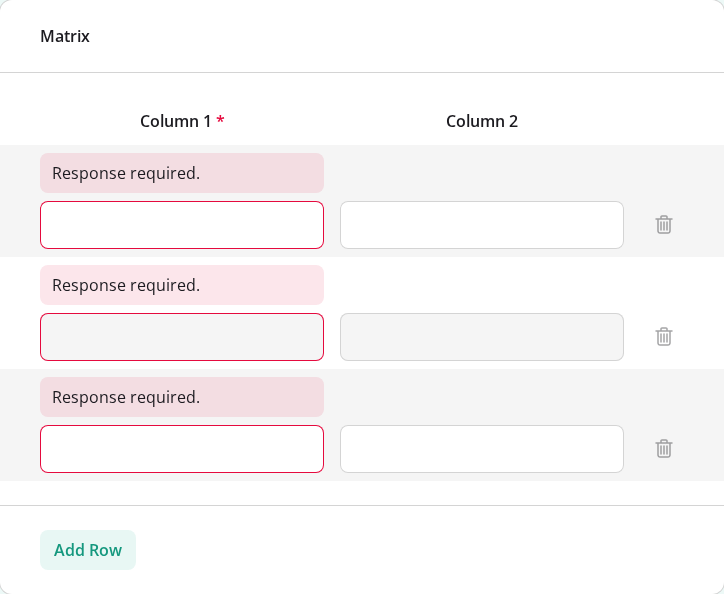 Matrix
Column 1 * Column 2
Response required.
Response required.
Response required.
Add Row